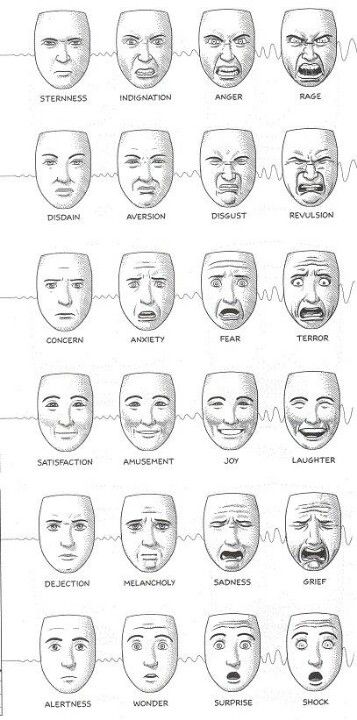 STERNNESS INDIGNATION ANGER RAGE
DISDAIN AVERSION DISGUST REVULSION
CONCERN ANXIETY FEAR TERROR
SATISFACTION AMUSEMENT JOY LAUGHTER
DEJECTION MELANCHOLY SADNESS GRIEF
ALERTNESS WONDER SURPRISE SHOCK